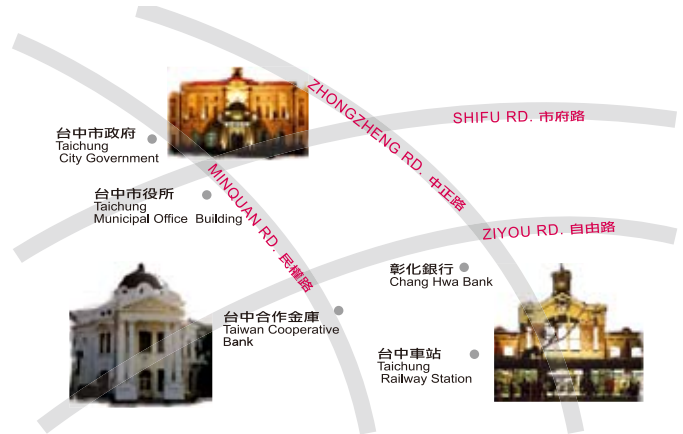 ZHONGZHENG RD. 中正路
SHIFU RD. 市府路
台中市政府
Taichung
City Government
MINQUAN RD. 民權路
台中市役所
Taichung
Municipal Office Building
ZIYOU RD. 自由路
彰化銀行
Chang Hwa Bank
台中合作金庫
Taiwan Cooperative
Bank
台中車站
Taichung
Railway Station